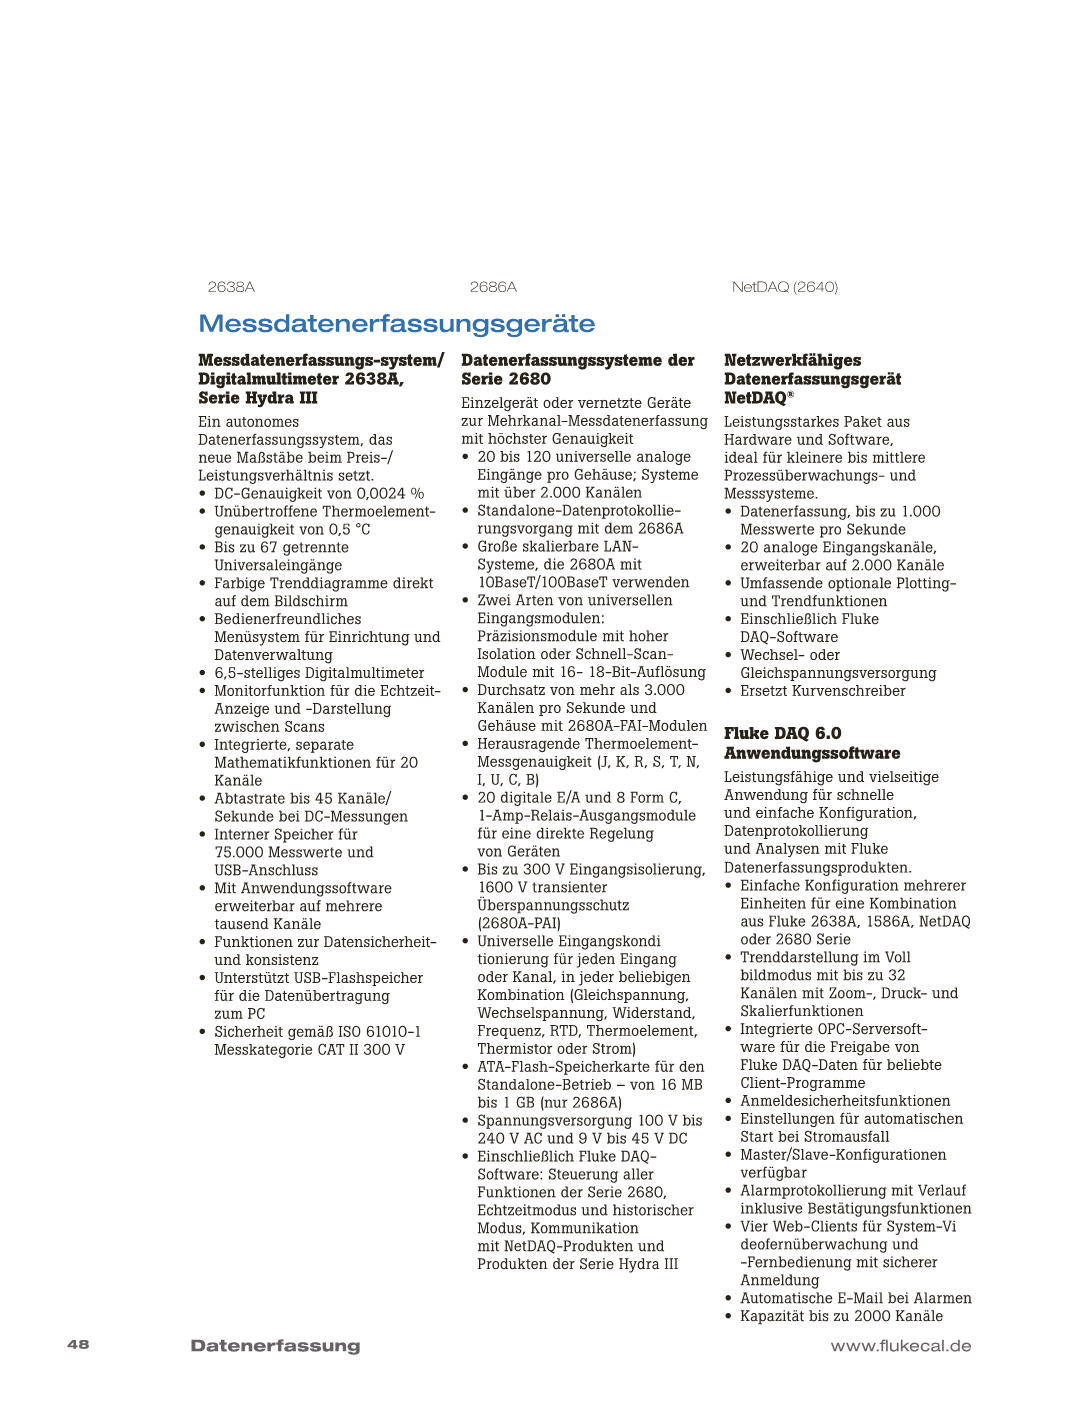 2638A
2686A
NetDAQ (2640)
Messdatenerfassungsgeräte
Messdatenerfassungs-system/
Digitalmultimeter 2638A,
Serie Hydra III
Ein autonomes
Datenerfassungssystem, das
neue Maßstäbe beim Preis-/
Leistungsverhältnis setzt.
• DC-Genauigkeit von 0,0024 %
• Unübertroffene Thermoelement-
genauigkeit von 0,5 °C
• Bis zu 67 getrennte
Universaleingänge
• Farbige Trenddiagramme direkt
auf dem Bildschirm
• Bedienerfreundliches
Menüsystem für Einrichtung und
Datenverwaltung
• 6,5-stelliges Digitalmultimeter
• Monitorfunktion für die Echtzeit-
Anzeige und -Darstellung
zwischen Scans
• Integrierte, separate
Mathematikfunktionen für 20
Kanäle
• Abtastrate bis 45 Kanäle/
Sekunde bei DC-Messungen
• Interner Speicher für
75.000 Messwerte und
USB-Anschluss
• Mit Anwendungssoftware
erweiterbar auf mehrere
tausend Kanäle
• Funktionen zur Datensicherheit-
und konsistenz
• Unterstützt USB-Flashspeicher
für die Datenübertragung
zum PC
• Sicherheit gemäß ISO 61010-1
Messkategorie CAT II 300 V
Datenerfassungssysteme der
Serie 2680
Einzelgerät oder vernetzte Geräte
zur Mehrkanal-Messdatenerfassung
mit höchster Genauigkeit
• 20 bis 120 universelle analoge
Eingänge pro Gehäuse; Systeme
mit über 2.000 Kanälen
• Standalone-Datenprotokollie-
rungsvorgang mit dem 2686A
• Große skalierbare LAN-
Systeme, die 2680A mit
10BaseT/100BaseT verwenden
• Zwei Arten von universellen
Eingangsmodulen:
Präzisionsmodule mit hoher
Isolation oder Schnell-Scan-
Module mit 16- 18-Bit-Auflösung
• Durchsatz von mehr als 3.000
Kanälen pro Sekunde und
Gehäuse mit 2680A-FAI-Modulen
• Herausragende Thermoelement-
Messgenauigkeit (J, K, R, S, T, N,
I, U, C, B)
• 20 digitale E/A und 8 Form C,
1-Amp-Relais-Ausgangsmodule
für eine direkte Regelung
von Geräten
• Bis zu 300 V Eingangsisolierung,
1600 V transienter
Überspannungsschutz
(2680A-PAI)
• Universelle Eingangskondi
tionierung für jeden Eingang
oder Kanal, in jeder beliebigen
Kombination (Gleichspannung,
Wechselspannung, Widerstand,
Frequenz, RTD, Thermoelement,
Thermistor oder Strom)
• ATA-Flash-Speicherkarte für den
Standalone-Betrieb – von 16 MB
bis 1 GB (nur 2686A)
• Spannungsversorgung 100 V bis
240 V AC und 9 V bis 45 V DC
• Einschließlich Fluke DAQ-
Software: Steuerung aller
Funktionen der Serie 2680,
Echtzeitmodus und historischer
Modus, Kommunikation
mit NetDAQ-Produkten und
Produkten der Serie Hydra III
Netzwerkfähiges
Datenerfassungsgerät
NetDAQ®
Leistungsstarkes Paket aus
Hardware und Software,
ideal für kleinere bis mittlere
Prozessüberwachungs- und
Messsysteme.
• Datenerfassung, bis zu 1.000
Messwerte pro Sekunde
• 20 analoge Eingangskanäle,
erweiterbar auf 2.000 Kanäle
• Umfassende optionale Plotting-
und Trendfunktionen
• Einschließlich Fluke
DAQ-Software
• Wechsel- oder
Gleichspannungsversorgung
• Ersetzt Kurvenschreiber
Fluke DAQ 6.0
Anwendungssoftware
Leistungsfähige und vielseitige
Anwendung für schnelle
und einfache Konfiguration,
Datenprotokollierung
und Analysen mit Fluke
Datenerfassungsprodukten.
• Einfache Konfiguration mehrerer
Einheiten für eine Kombination
aus Fluke 2638A, 1586A, NetDAQ
oder 2680 Serie
• Trenddarstellung im Voll
bildmodus mit bis zu 32
Kanälen mit Zoom-, Druck- und
Skalierfunktionen
• Integrierte OPC-Serversoft-
ware für die Freigabe von
Fluke DAQ-Daten für beliebte
Client-Programme
• Anmeldesicherheitsfunktionen
• Einstellungen für automatischen
Start bei Stromausfall
• Master/Slave-Konfigurationen
verfügbar
• Alarmprotokollierung mit Verlauf
inklusive Bestätigungsfunktionen
• Vier Web-Clients für System-Vi
deofernüberwachung und
-Fernbedienung mit sicherer
Anmeldung
• Automatische E-Mail bei Alarmen
• Kapazität bis zu 2000 Kanäle
48
Datenerfassung
www.flukecal.de